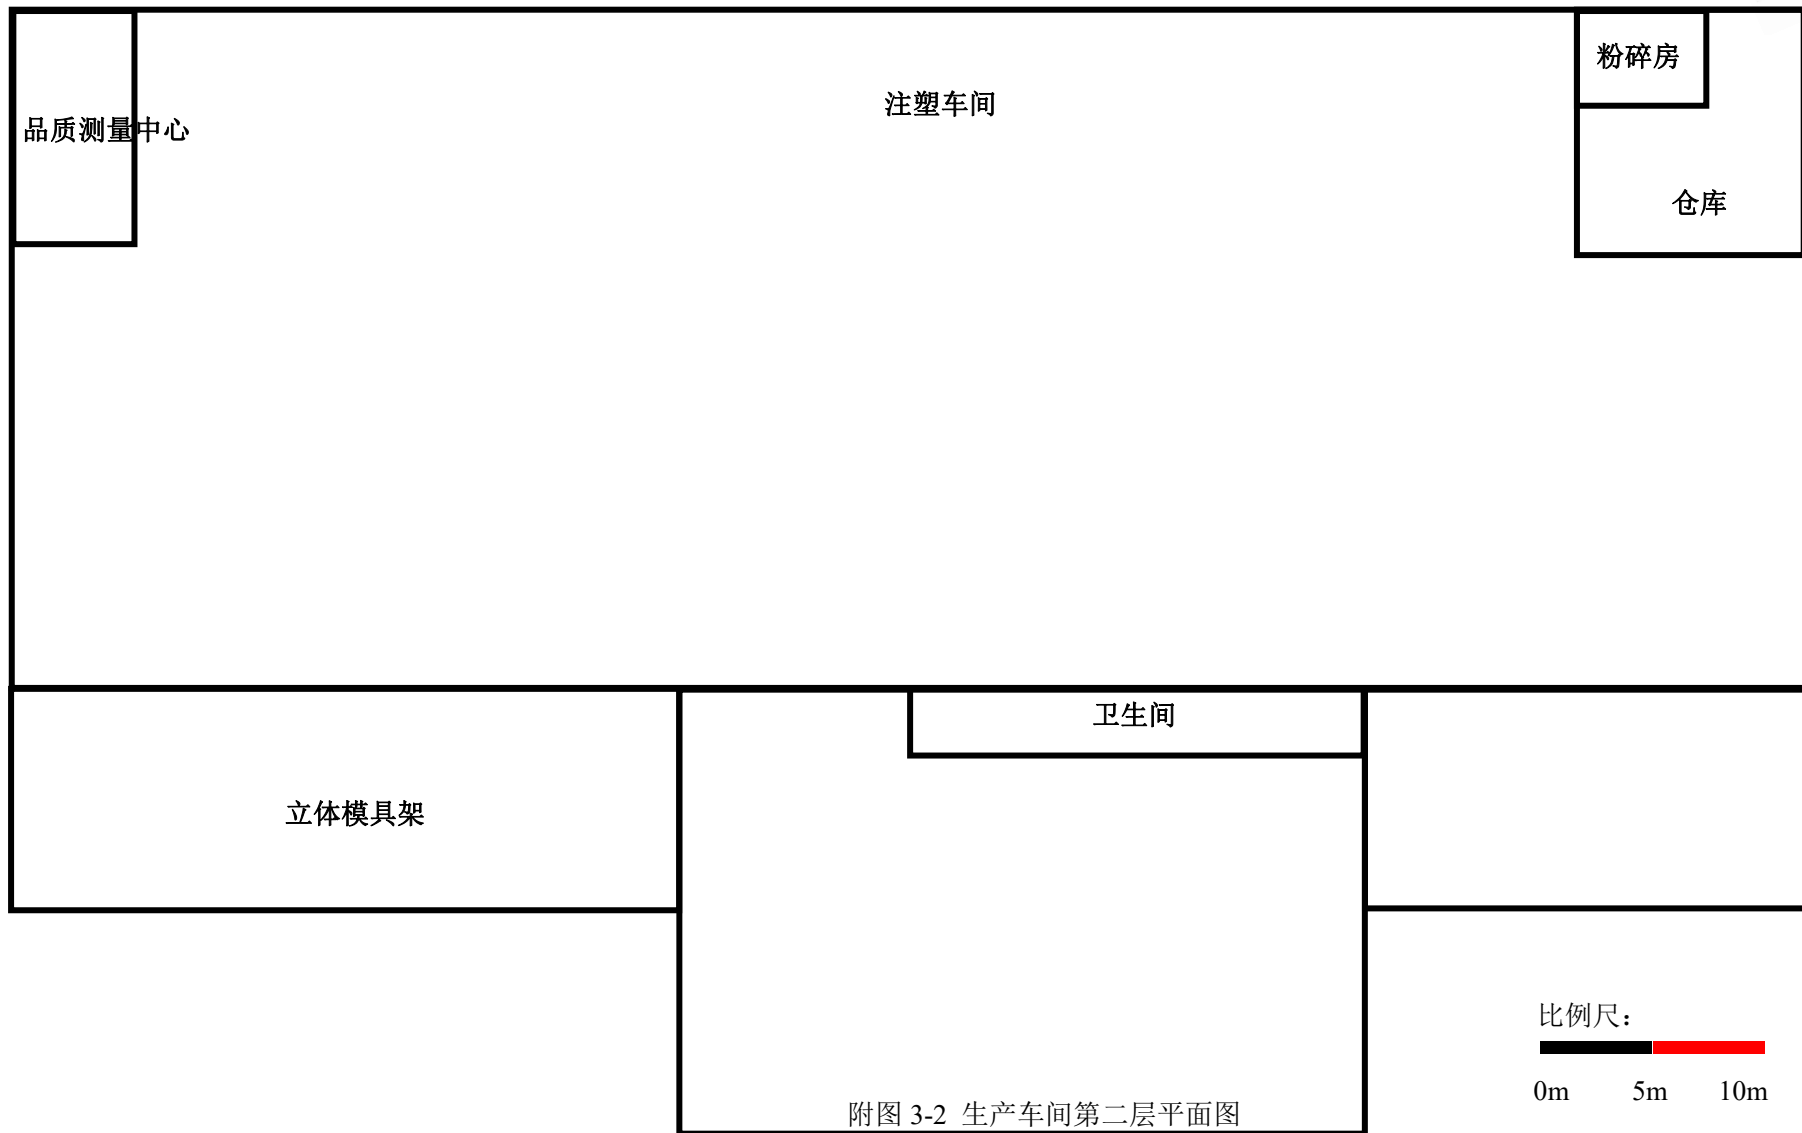 粉碎房
注塑车间
品质测量中心
仓库
卫生间
立体模具架
比例尺：
0m 5m 10m
附图 3-2 生产车间第二层平面图